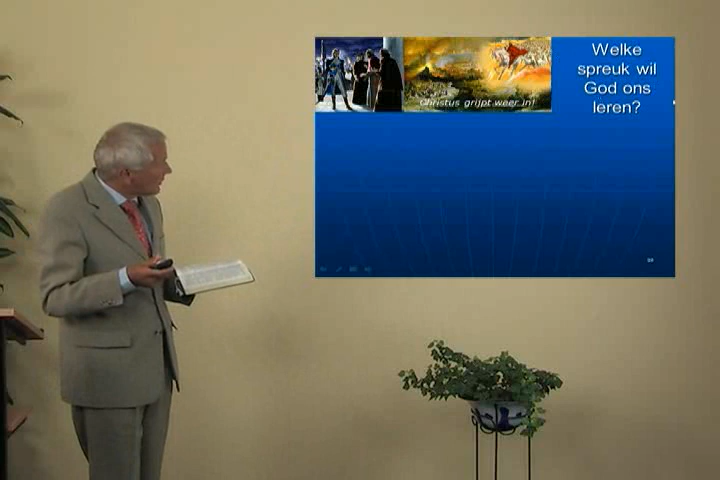 Welke
spreuk wil
God ons
leren?
Christus grijpt weer in!